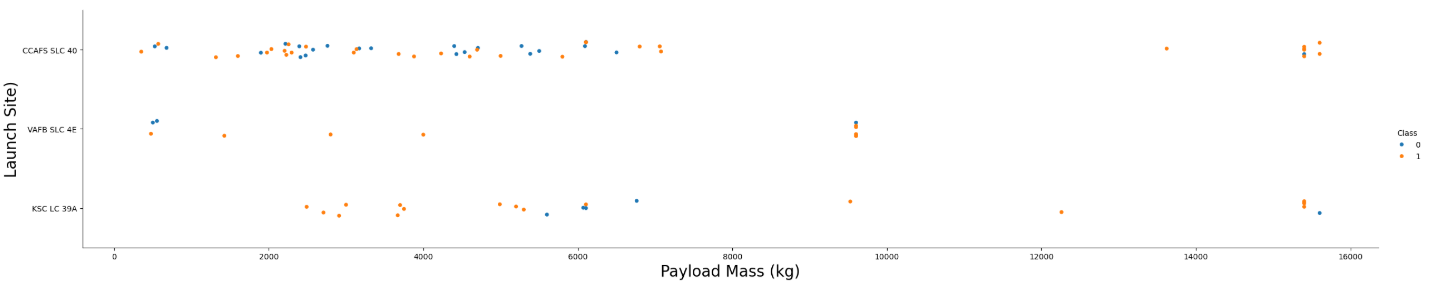 Launch Site)
CCAFS SLC 40
VAFB SLC 4E
KSC LC 39A
0 2000 4000 6000 8000 10000 12000 14000 16000
Payload Mass (kg)
Class
0
1